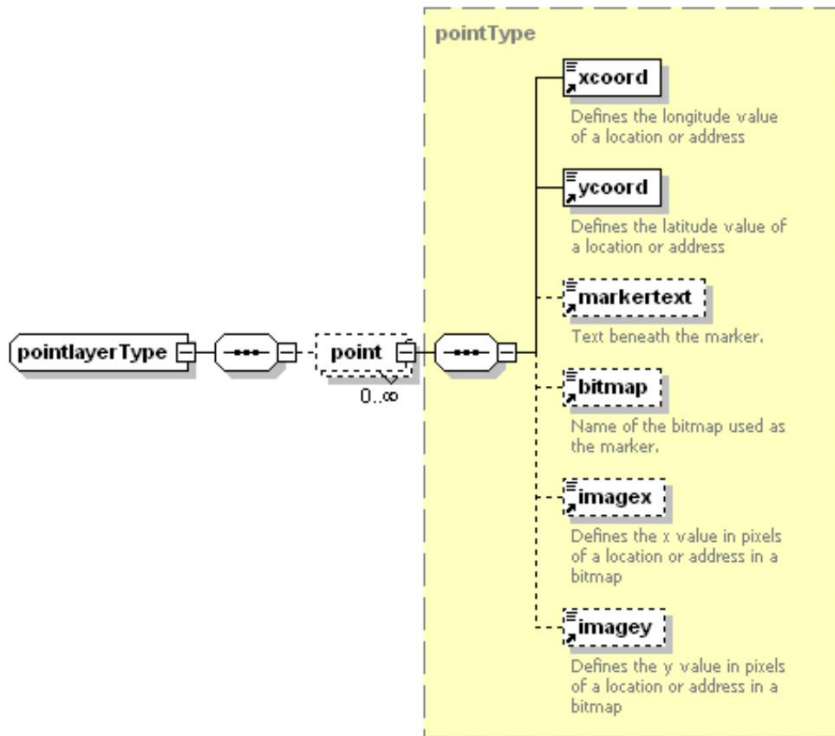 pointType
xcoord
Defines the longitude value
of a location or address
ycoord
Defines the latitude value of
a location or address
markertext
Text beneath the marker.
pointlayerType
point
0..∞
bitmap
Name of the bitmap used as
the marker.
imagex
Defines the x value in pixels
of a location or address in a
bitmap
imagey
Defines the y value in pixels
of a location or address in a
bitmap